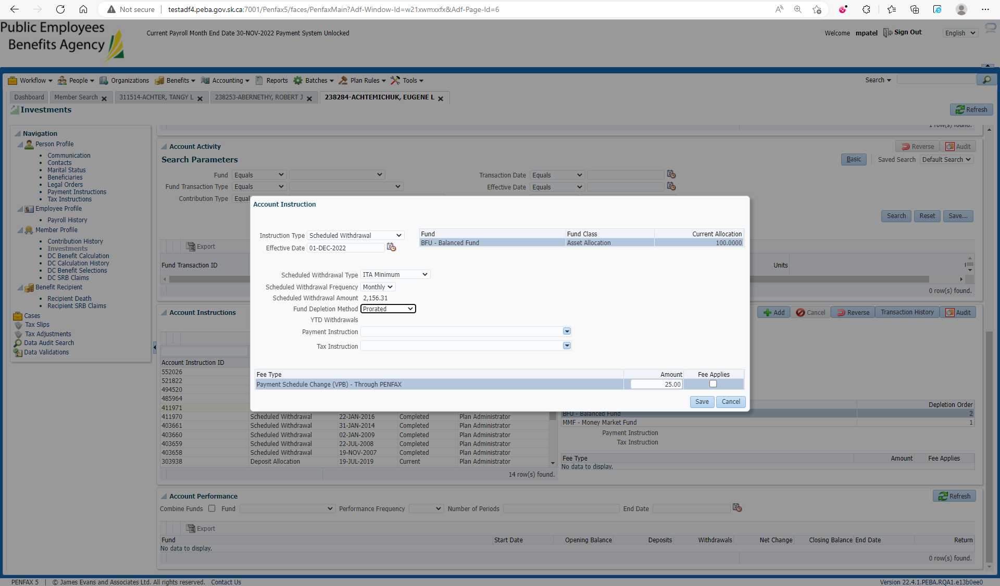 Not secure | testadf4.peba.gov.sk.ca:7001/Penfax5/faces/PenfaxMain?Adf-Window-Id=w21xwmxxfx&Adf-Page-Id=6
Public Employees
Benefits Agency
Current Payroll Month End Date 30-NOV-2022 Payment System Unlocked
Welcome mpatel Sign Out English
Workflow People Organizations Benefits Accounting Reports Batches Plan Rules Tools Search
Dashboard Member Search 311514-ACHTER, TANGY L 238253-ABERNETHY, ROBERT J 238284-ACHTEMICHUK, EUGENE L
Investments Refresh
Navigation
Person Profile
Communication
Contacts
Marital Status
Beneficiaries
Legal Orders
Payment Instructions
Tax Instructions
Employee Profile
Payroll History
Member Profile
Contribution History
Investments
DC Benefit Calculation
DC Calculation History
DC Benefit Selections
DC SRB Claims
Benefit Recipient
Recipient Death
Recipient SRB Claims
Cases
Tax Slips
Tax Adjustments
Data Audit Search
Data Validations
1 row(s) found.
Account Activity Reverse Audit
Search Parameters Basic Saved Search Default Search
Fund Equals Transaction Date Equals
Fund Transaction Type Equals Effective Date Equals
Contribution Type Equal
Search Reset Save...
Export
Fund Transaction ID Units
0 row(s) found.
Account Instruction
Instruction Type Scheduled Withdrawal
Effective Date 01-DEC-2022
Fund Fund Class Current Allocation
BFU - Balanced Fund Asset Allocation 100.0000
Scheduled Withdrawal Type ITA Minimum
Scheduled Withdrawal Frequency Monthly
Scheduled Withdrawal Amount 2,156.31
Fund Depletion Method Prorated
YTD Withdrawals
Payment Instruction
Tax Instruction
Fee Type Amount Fee Applies
Payment Schedule Change (VPB) - Through PENFAX 25.00
Save Cancel
Account Instructions Add Cancel Reverse Transaction History Audit
Account Instruction ID
552026
521822
494520
485964
411971
411970 Scheduled Withdrawal 22-JAN-2016 Completed Plan Administrator
403661 Scheduled Withdrawal 31-JAN-2014 Completed Plan Administrator
403660 Scheduled Withdrawal 02-JAN-2009 Completed Plan Administrator
403659 Scheduled Withdrawal 22-JUL-2008 Completed Plan Administrator
403658 Scheduled Withdrawal 19-NOV-2007 Completed Plan Administrator
303938 Deposit Allocation 19-JUL-2019 Current Plan Administrator
14 row(s) found.
Depletion Order
BFU - Balanced Fund 2
MMF - Money Market Fund 1
Payment Instruction
Tax Instruction
Fee Type Amount Fee Applies
No data to display.
Account Performance Refresh
Combine Funds Fund Performance Frequency Number of Periods End Date
Export
Fund Start Date Opening Balance Deposits Withdrawals Net Change Closing Balance End Date Return
No data to display.
0 row(s) found.
PENFAX 5 | © James Evans and Associates Ltd. All rights reserved. Contact Us Version 22.4.1.PEBA.RQA1.e13b0ee0